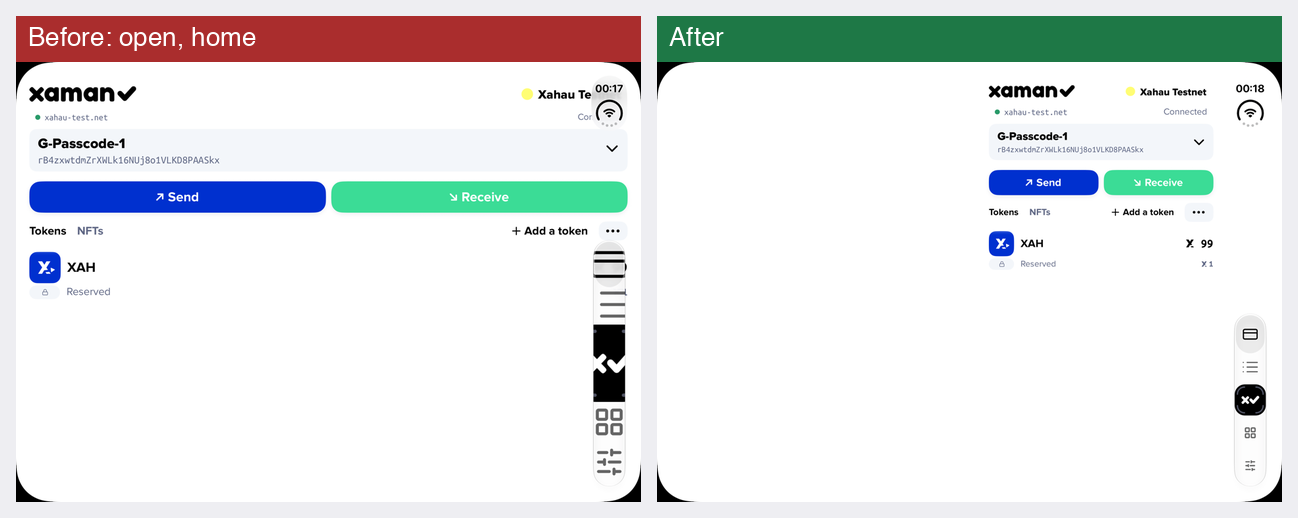 Before: open, home
xaman
Xahau Te
00:17
xahau-test.net
Cor
G-Passcode-1
rB4zxwtdmZrXWLk16NUj8o1VLKD8PAASkx
Send
Receive
Tokens NFTs
+ Add a token
XAH
Reserved
After
xaman
Xahau Testnet
00:18
xahau-test.net
Connected
G-Passcode-1
rB4zxwtdmZrXWLk16NUj8o1VLKD8PAASkx
Send
Receive
Tokens NFTs
+ Add a token
XAH
99
Reserved
1